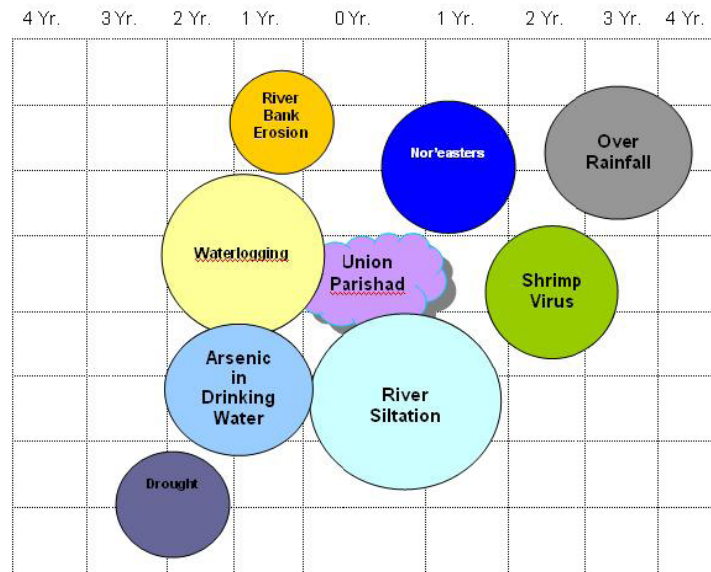 4 Yr. 3 Yr. 2 Yr. 1 Yr. 0 Yr. 1 Yr. 2 Yr. 3 Yr. 4 Yr.
River
Bank
Erosion
Nor'easters
Over
Rainfall
Waterlogging
Union
Parishad
Shrimp
Virus
Arsenic
in
Drinking
Water
River
Siltation
Drought